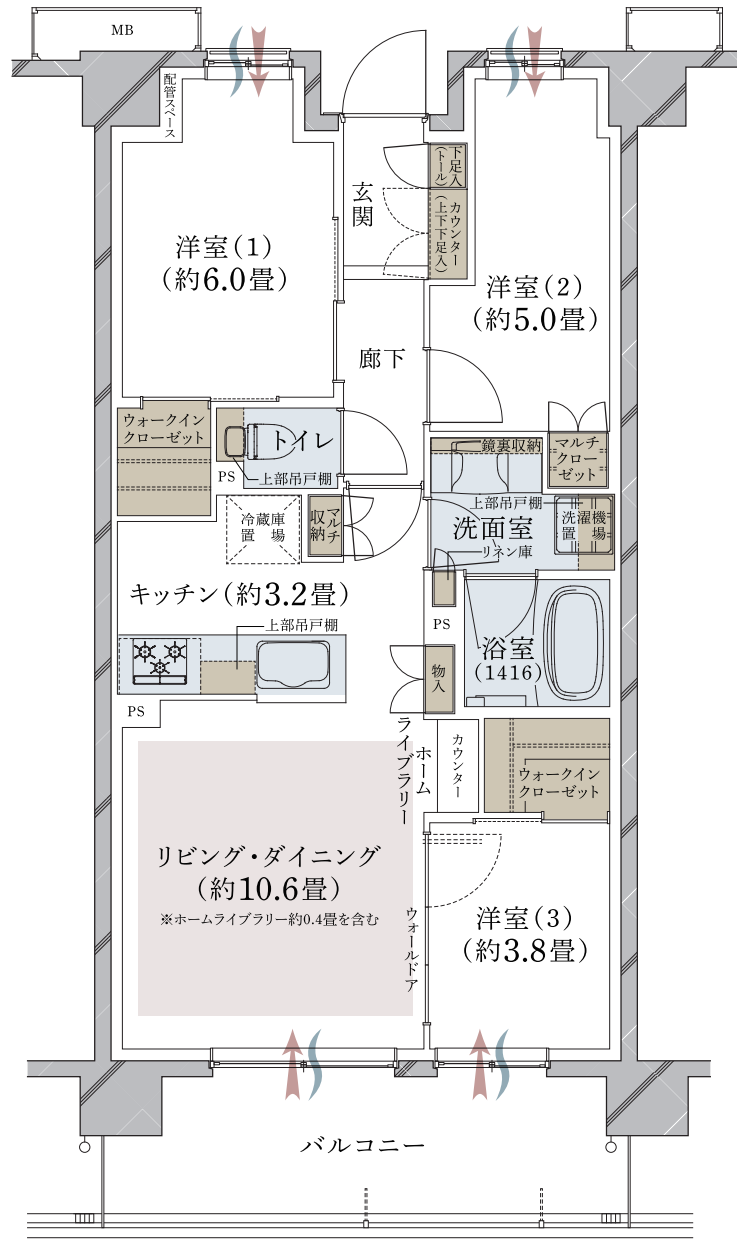 MB
配管スペース
下足入
(トール)
玄関
カウンター
(上下下足入)
洋室(1)
(約6.0畳)
洋室(2)
(約5.0畳)
廊下
ウォークイン
クローゼット
トイレ
PS
上部吊戸棚
鏡裏収納
マルチ
クロー
ゼット
冷蔵庫
置場
マルチ
収納
上部吊戸棚
洗面室
洗濯機
置場
リネン庫
キッチン(約3.2畳)
PS
上部吊戸棚
浴室
(1416)
物入
PS
ホーム
ライブラリー
カウンター
ウォークイン
クローゼット
リビング・ダイニング
(約10.6畳)
※ホームライブラリー約0.4畳を含む
ウォールドア
洋室(3)
(約3.8畳)
バルコニー